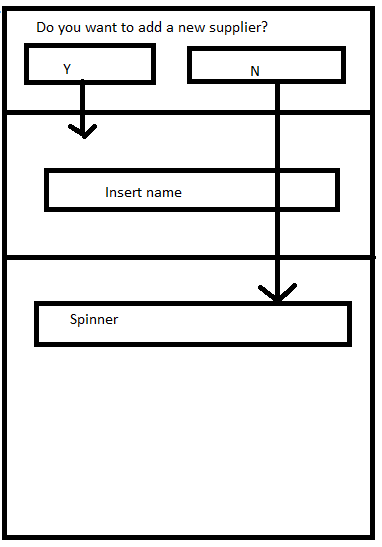 Do you want to add a new supplier?
Y
N
Insert name
Spinner